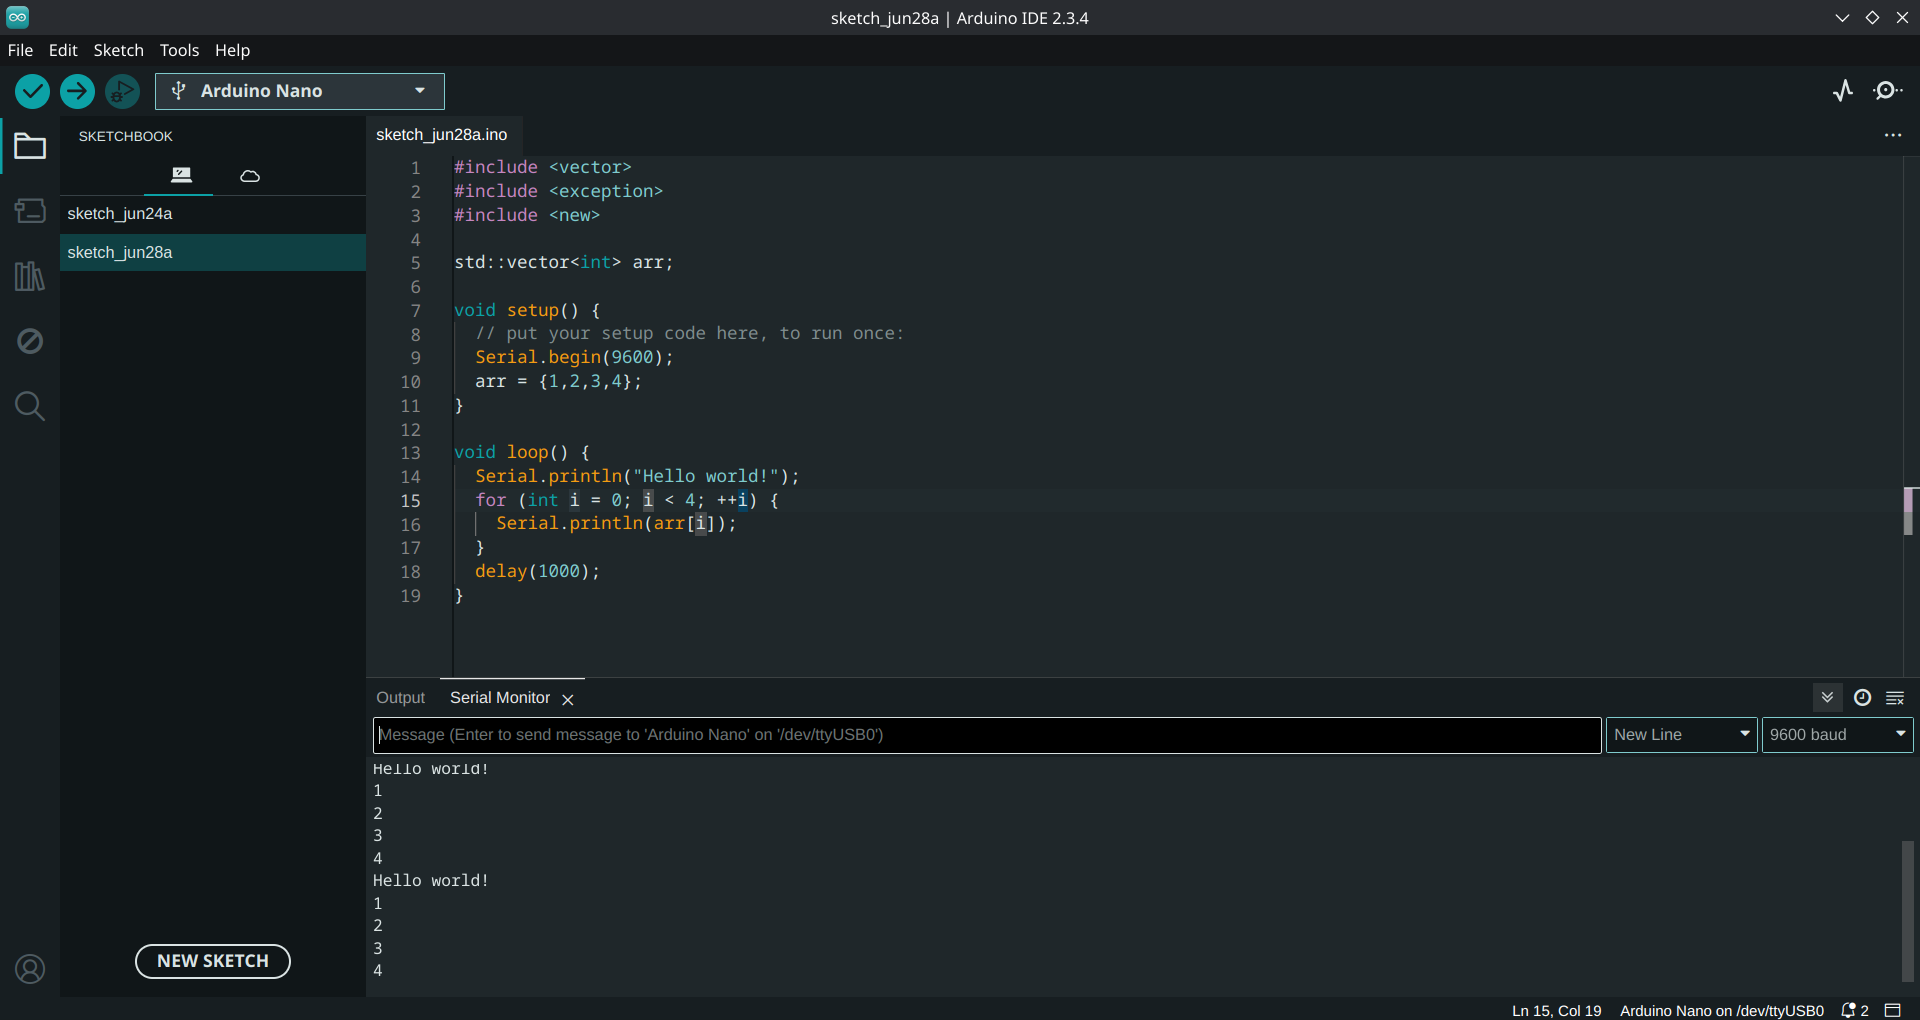 sketch_jun28a | Arduino IDE 2.3.4
File Edit Sketch Tools Help
Arduino Nano
SKETCHBOOK
sketch_jun24a
sketch_jun28a
NEW SKETCH
sketch_jun28a.ino
1 #include <vector>
2 #include <exception>
3 #include <new>
4
5 std::vector<int> arr;
6
7 void setup() {
8 // put your setup code here, to run once:
9 Serial.begin(9600);
10 arr = {1,2,3,4};
11 }
12
13 void loop() {
14 Serial.println("Hello world!");
15 for (int i = 0; i < 4; ++i) {
16 Serial.println(arr[i]);
17 }
18 delay(1000);
19 }
Output Serial Monitor
Message (Enter to send message to 'Arduino Nano' on '/dev/ttyUSB0')
New Line
9600 baud
Hello world!
1
2
3
4
Hello world!
1
2
3
4
Ln 15, Col 19 Arduino Nano on /dev/ttyUSB0 2